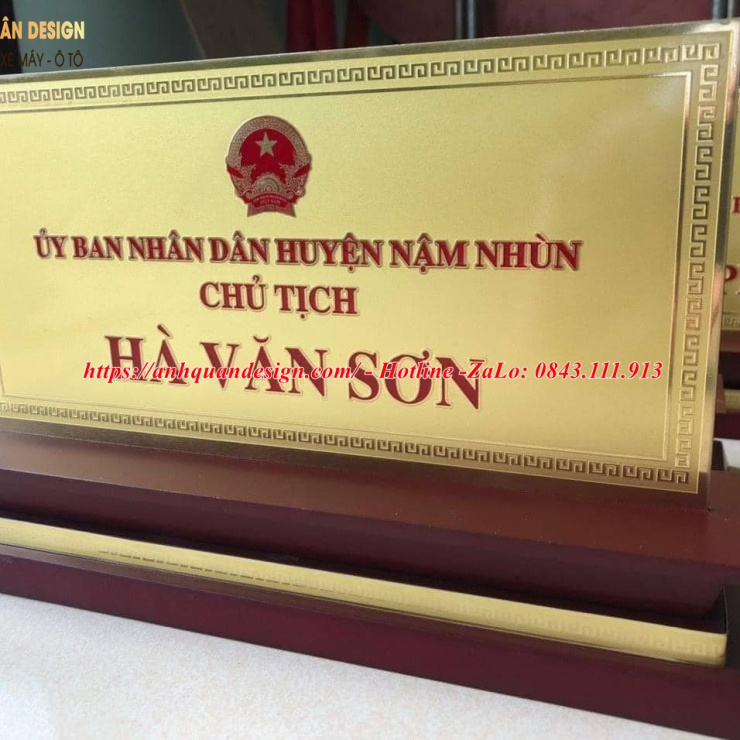 ÂN DESIGN
XE MÁY - Ô TÔ
ỦY BAN NHÂN DÂN HUYỆN NẬM NHÙN
CHỦ TỊCH
HÀ VĂN SƠN
https://anhquandesign.com/ - Hotline -ZaLo: 0843.111.913